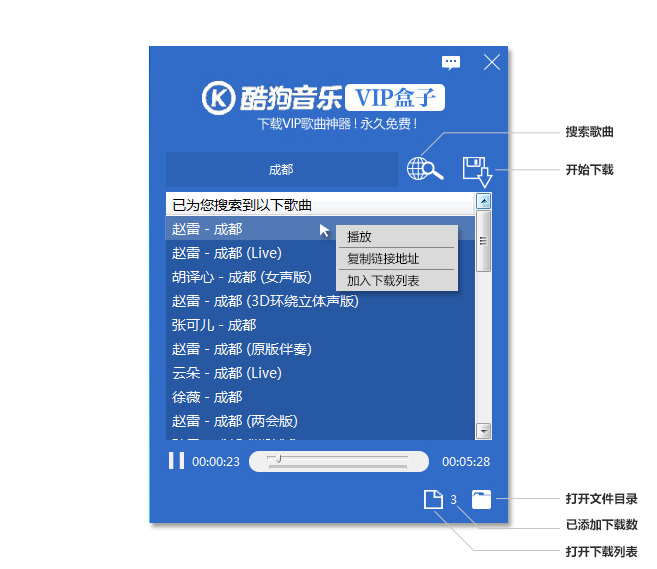 酷狗音乐 VIP盒子
下载VIP歌曲神器！永久免费！
搜索歌曲
成都
开始下载
已为您搜索到以下歌曲
赵雷 - 成都
播放
赵雷 - 成都 (Live)
复制链接地址
胡译心 - 成都 (女声版)
加入下载列表
赵雷 - 成都 (3D环绕立体声版)
张可儿 - 成都
赵雷 - 成都 (原版伴奏)
云朵 - 成都 (Live)
徐薇 - 成都
赵雷 - 成都 (两会版)
00:00:23
00:05:28
3
打开文件目录
已添加下载数
打开下载列表